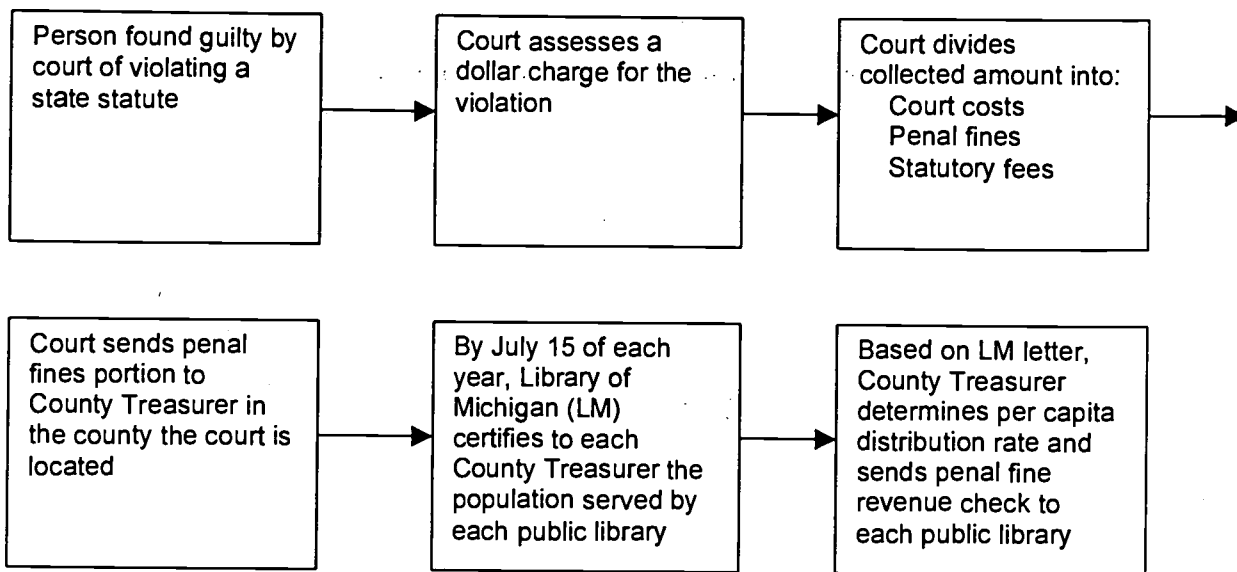 Person found guilty by
court of violating a
state statute
Court assesses a
dollar charge for the
violation
Court divides
collected amount into:
Court costs
Penal fines
Statutory fees
Court sends penal
fines portion to
County Treasurer in
the county the court is
located
By July 15 of each
year, Library of
Michigan (LM)
certifies to each
County Treasurer the
population served by
each public library
Based on LM letter,
County Treasurer
determines per capita
distribution rate and
sends penal fine
revenue check to
each public library